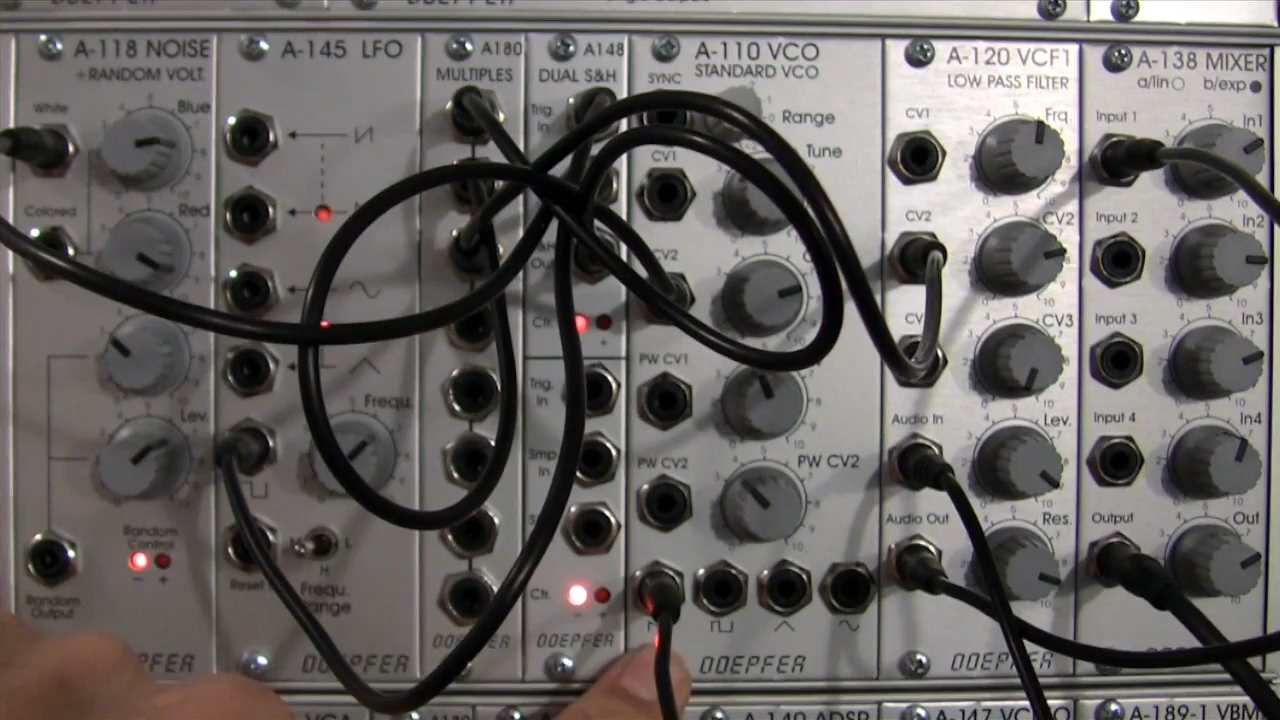 DOEPFER
DOEPFER
A-118 NOISE
+RANDOM VOLT.
White
Blue
Colored
Red
Lev.
Random
Control
- +
Random
Output
A-145 LFO
Frequ.
Reset
M L
H
Frequ.
DOEPFER
A180
MULTIPLES
DOEPFER
A148
DUAL S&H
Trig.
In
Out
Ctr.
Trig.
In
Smp.
In
Ctr.
DOEPFER
A-110 VCO
STANDARD VCO
SYNC
Range
Tune
CV1
CV2
PW CV1
PW CV2
PW CV2
DOEPFER
A-120 VCF1
LOW PASS FILTER
CV1
Frq.
CV2
CV2
CV3
Audio In
Lev.
Audio Out
Res.
DOEPFER
A-138 MIXER
a/lin b/exp
Input 1
In1
Input 2
In2
Input 3
In3
Input 4
In4
Output
Out
A-140 ADSR
A-147 VC
A-189-1 VBM